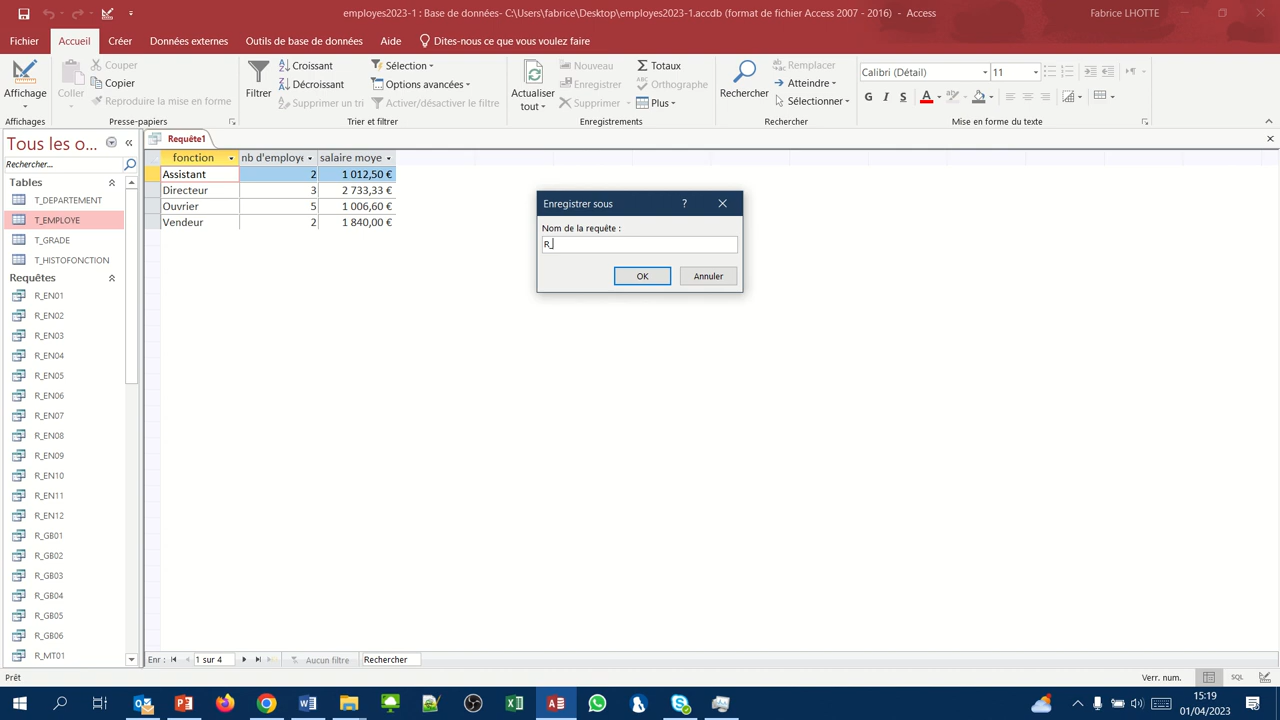 employes2023-1 : Base de données- C:\Users\fabrice\Desktop\employes2023-1.accdb (format de fichier Access 2007 - 2016) - Access
Fabrice LHOTTE
Fichier Accueil Créer Données externes Outils de base de données Aide Dites-nous ce que vous voulez faire
Affichage
Affichages
Coller
Couper
Copier
Reproduire la mise en forme
Presse-papiers
Filtrer
Croissant
Décroissant
Supprimer un tri
Sélection
Options avancées
Activer/désactiver le filtre
Trier et filtrer
Actualiser
tout
Nouveau
Enregistrer
Supprimer
Totaux
Orthographe
Plus
Enregistrements
Rechercher
Remplacer
Atteindre
Sélectionner
Rechercher
Calibri (Détail) 11
G I S A
Mise en forme du texte
Tous les o...
Rechercher...
Tables
T_DEPARTEMENT
T_EMPLOYE
T_GRADE
T_HISTOFONCTION
Requêtes
R_EN01
R_EN02
R_EN03
R_EN04
R_EN05
R_EN06
R_EN07
R_EN08
R_EN09
R_EN10
R_EN11
R_EN12
R_GB01
R_GB02
R_GB03
R_GB04
R_GB05
R_GB06
R_MT01
Requête1
fonction nb d'employe salaire moye
Assistant 2 1 012,50 €
Directeur 3 2 733,33 €
Ouvrier 5 1 006,60 €
Vendeur 2 1 840,00 €
Enregistrer sous ?
Nom de la requête :
R_
OK Annuler
Enr : 1 sur 4 Aucun filtre Rechercher
Prêt
Verr. num. SQL
15:19
01/04/2023